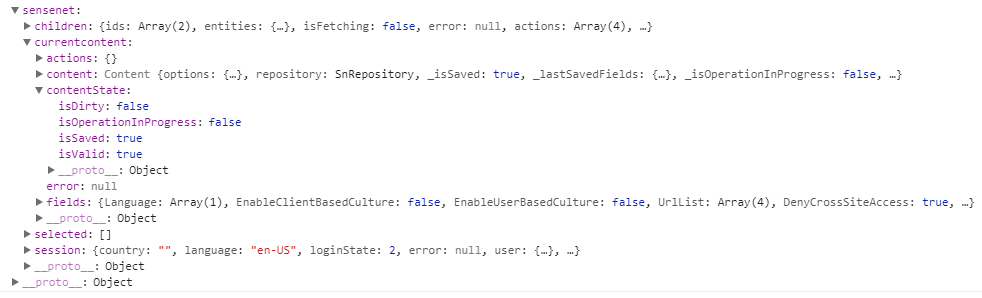 ▼ sensenet:
▶ children: {ids: Array(2), entities: {…}, isFetching: false, error: null, actions: Array(4), …}
▼ currentcontent:
▶ actions: {}
▶ content: Content {options: {…}, repository: SnRepository, _isSaved: true, _lastSavedFields: {…}, _isOperationInProgress: false, …}
▼ contentState:
isDirty: false
isOperationInProgress: false
isSaved: true
isValid: true
▶ __proto__: Object
error: null
▶ fields: {Language: Array(1), EnableClientBasedCulture: false, EnableUserBasedCulture: false, UrlList: Array(4), DenyCrossSiteAccess: true, …}
▶ __proto__: Object
▶ selected: []
▶ session: {country: "", language: "en-US", loginState: 2, error: null, user: {…}, …}
▶ __proto__: Object
▶ __proto__: Object